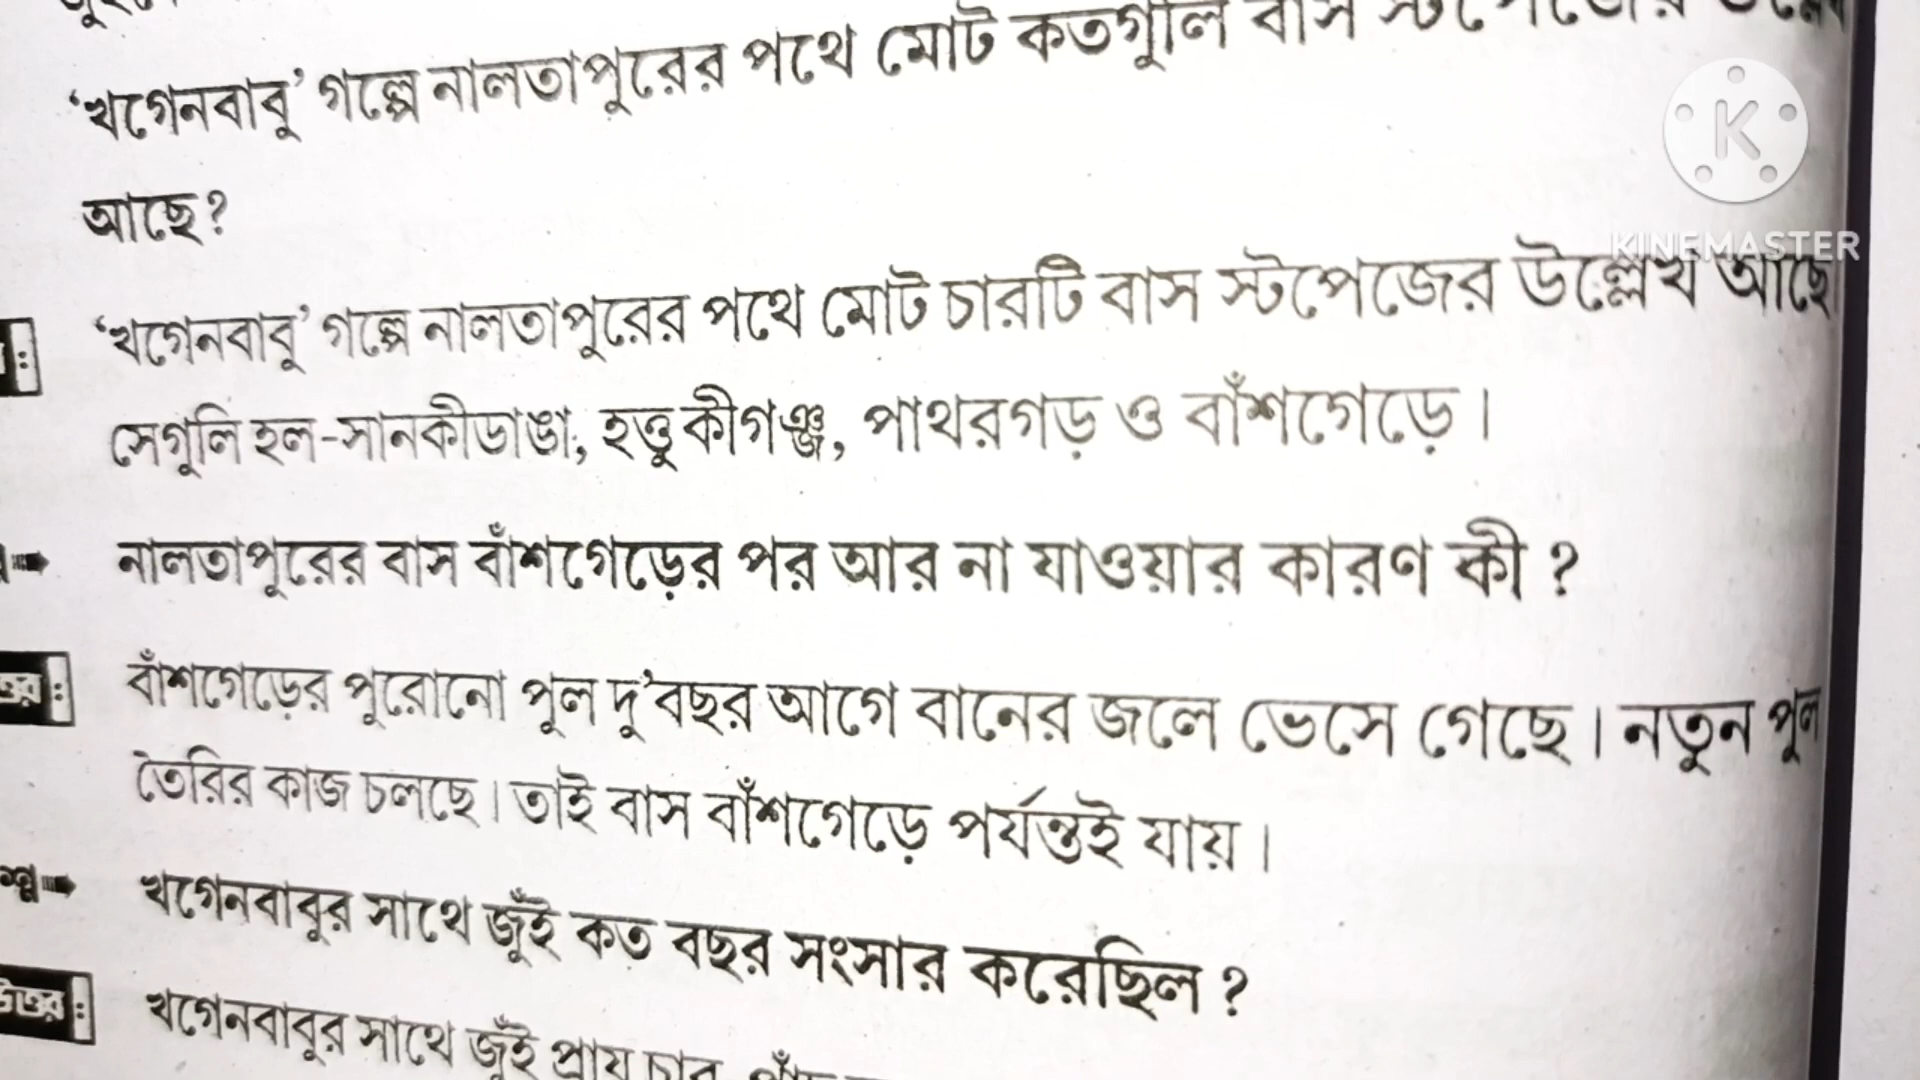 ‘খগেনবাবু’ গল্পে নালতাপুরের পথে মোট কতগুলি বাস স্টপেজের উল্লেখ
আছে?
‘খগেনবাবু’ গল্পে নালতাপুরের পথে মোট চারটি বাস স্টপেজের উল্লেখ আছে
সেগুলি হল-সানকীডাঙা, হত্তুকীগঞ্জ, পাথরগড় ও বাঁশগেড়ে।
নালতাপুরের বাস বাঁশগেড়ের পর আর না যাওয়ার কারণ কী ?
বাঁশগেড়ের পুরোনো পুল দু’বছর আগে বানের জলে ভেসে গেছে। নতুন পুল
তৈরির কাজ চলছে। তাই বাস বাঁশগেড়ে পর্যন্তই যায়।
খগেনবাবুর সাথে জুঁই কত বছর সংসার করেছিল ?
খগেনবাবুর সাথে জুঁই প্রায় চার
K
KINEMASTER